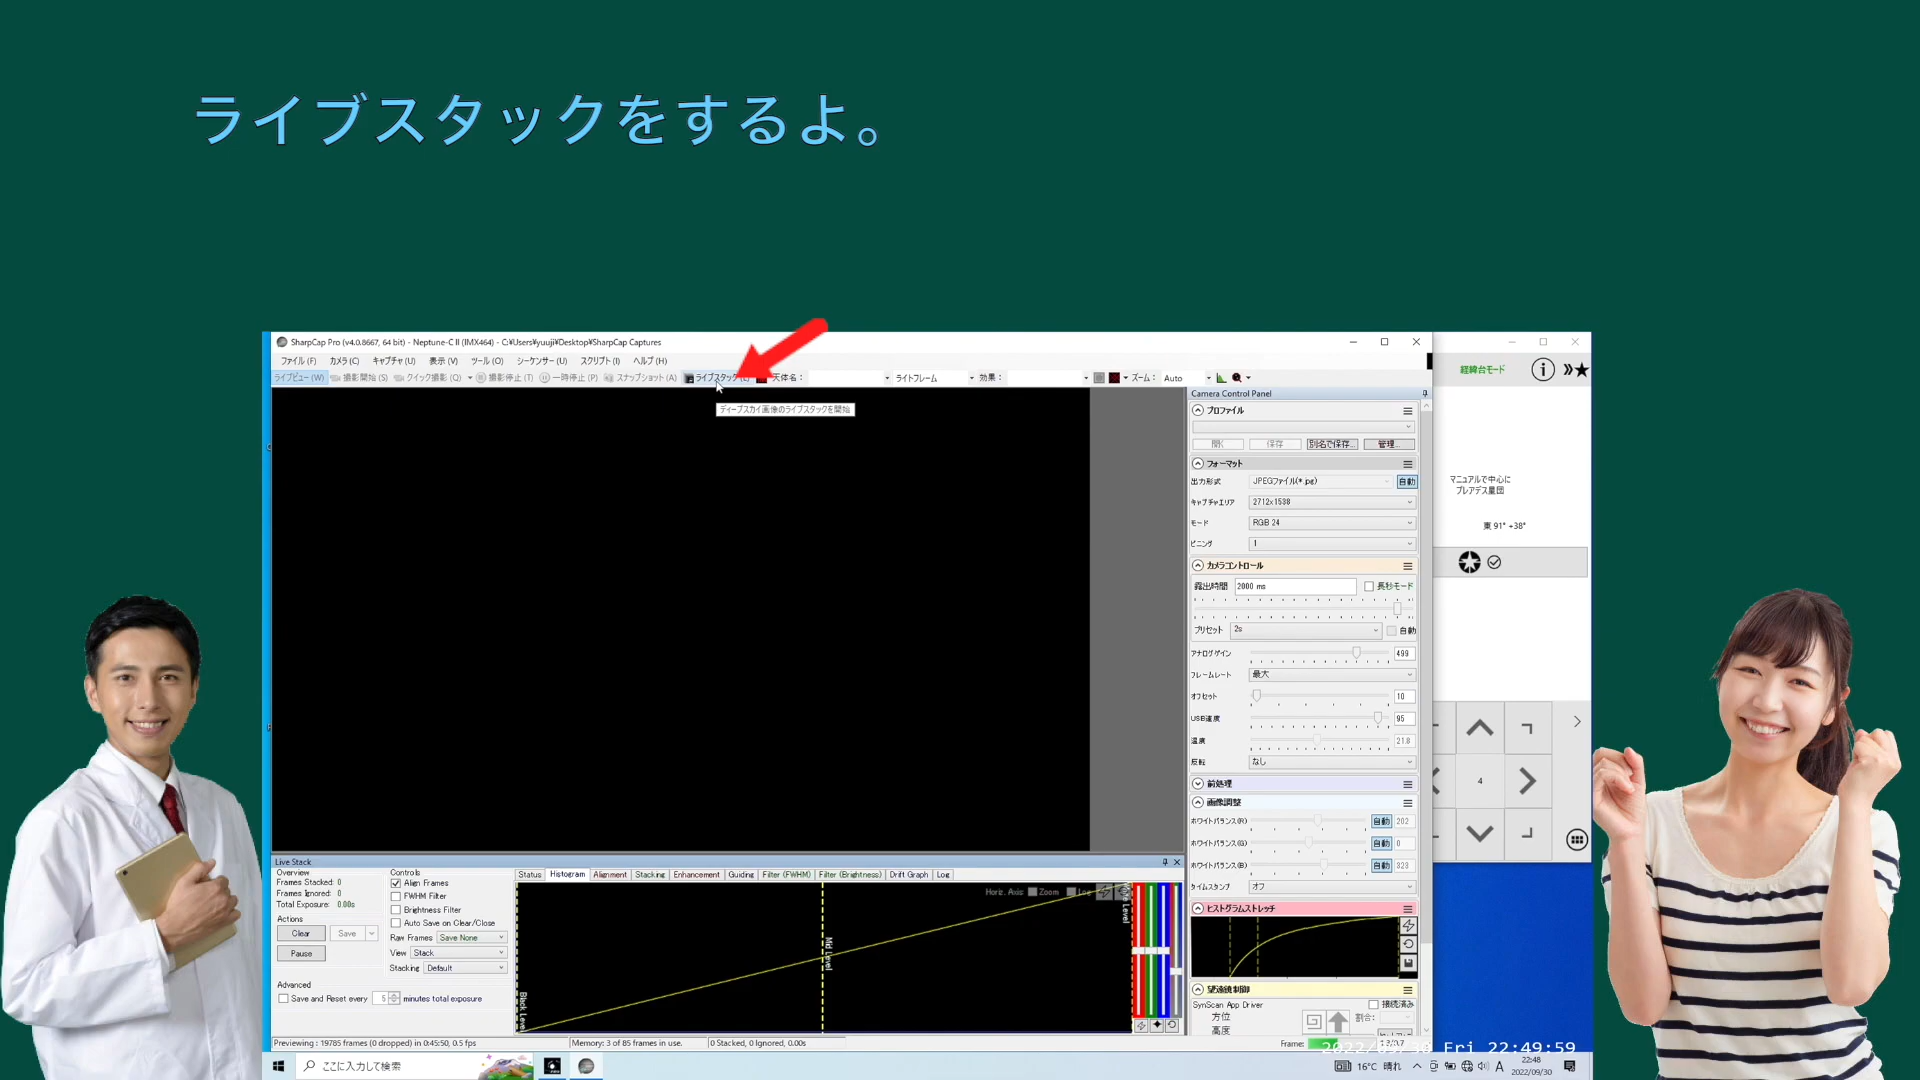 ライブスタックをするよ。
SharpCap Pro (v4.0.8667, 64 bit) - Neptune-C II (IMX464) - C:¥Users¥yuuji¥Desktop¥SharpCap Captures
ファイル (F) カメラ (C) キャプチャ (U) 表示 (V) ツール (O) シーケンサー (U) スクリプト (I) ヘルプ (H)
ライブビュー (W) 撮影開始 (S) クイック撮影 (Q) 撮影停止 (T) 一時停止 (P) スナップショット (A) ライブスタック 天体名： ライトフレーム 効果： ズーム： Auto
ディープスカイ画像のライブスタックを開始
Camera Control Panel
プロファイル
開く 保存 別名で保存... 管理...
フォーマット
出力形式 JPEGファイル(*.jpg) 自動
キャプチャエリア 2712x1538
モード RGB 24
ビニング 1
カメラコントロール
露出時間 2000 ms 長秒モード
プリセット 2s 自動
アナログゲイン 499
フレームレート 最大
オフセット 10
USB速度 95
温度 21.8
反転 なし
前処理
画像調整
ホワイトバランス(R) 自動 202
ホワイトバランス(G) 自動 0
ホワイトバランス(B) 自動 323
タイムスタンプ オフ
ヒストグラムストレッチ
望遠鏡制御
SynScan App Driver 接続済み
方位 割合：
高度
経緯台モード
マニュアルで中心に
プレアデス星団
東 91° +38°
4
Live Stack
Overview
Frames Stacked: 0
Frames Ignored: 0
Total Exposure: 0.00s
Actions
Clear Save
Pause
Controls
Align Frames
FWHM Filter
Brightness Filter
Auto Save on Clear/Close
Raw Frames Save None
View Stack
Stacking Default
Advanced
Save and Reset every 5 minutes total exposure
Status Histogram Alignment Stacking Enhancement Guiding Filter (FWHM) Filter (Brightness) Drift Graph Log
Horiz. Axis Zoom Log
Black Level
Mid Level
Previewing : 19785 frames (0 dropped) in 0:45:50, 0.5 fps Memory: 3 of 85 frames in use. 0 Stacked, 0 Ignored, 0.00s Frame:
Fri 22:49:59
ここに入力して検索
16°C 晴れ A 22:48
2022/09/30